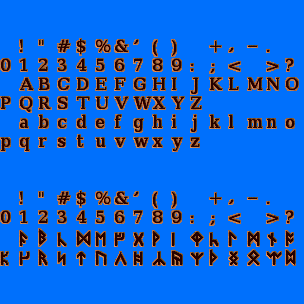 ! " # $ % & ' ( ) + , - .
0 1 2 3 4 5 6 7 8 9 : ; < > ?
A B C D E F G H I J K L M N O
P Q R S T U V W X Y Z
a b c d e f g h i j k l m n o
p q r s t u v w x y z
! " # $ % & ' ( ) + , - .
0 1 2 3 4 5 6 7 8 9 : ; < > ?